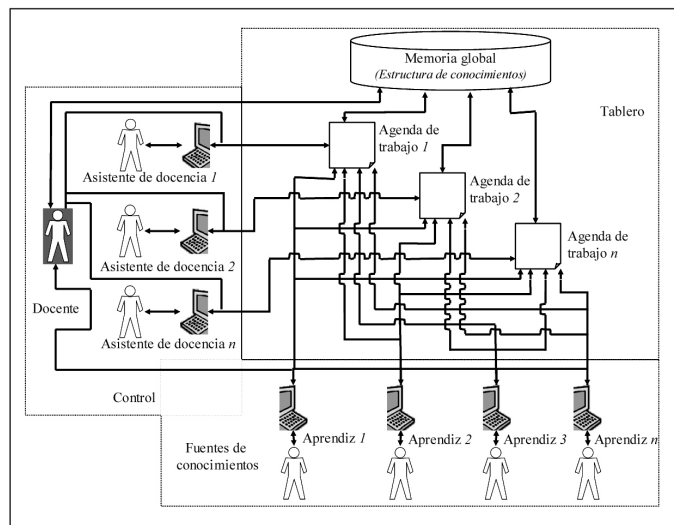 Memoria global
(Estructura de conocimientos)
Tablero
Agenda de
trabajo 1
Asistente de docencia 1
Agenda de
trabajo 2
Asistente de docencia 2
Agenda de
trabajo n
Docente
Asistente de docencia n
Control
Fuentes de
conocimientos
Aprendiz 1
Aprendiz 2
Aprendiz 3
Aprendiz n